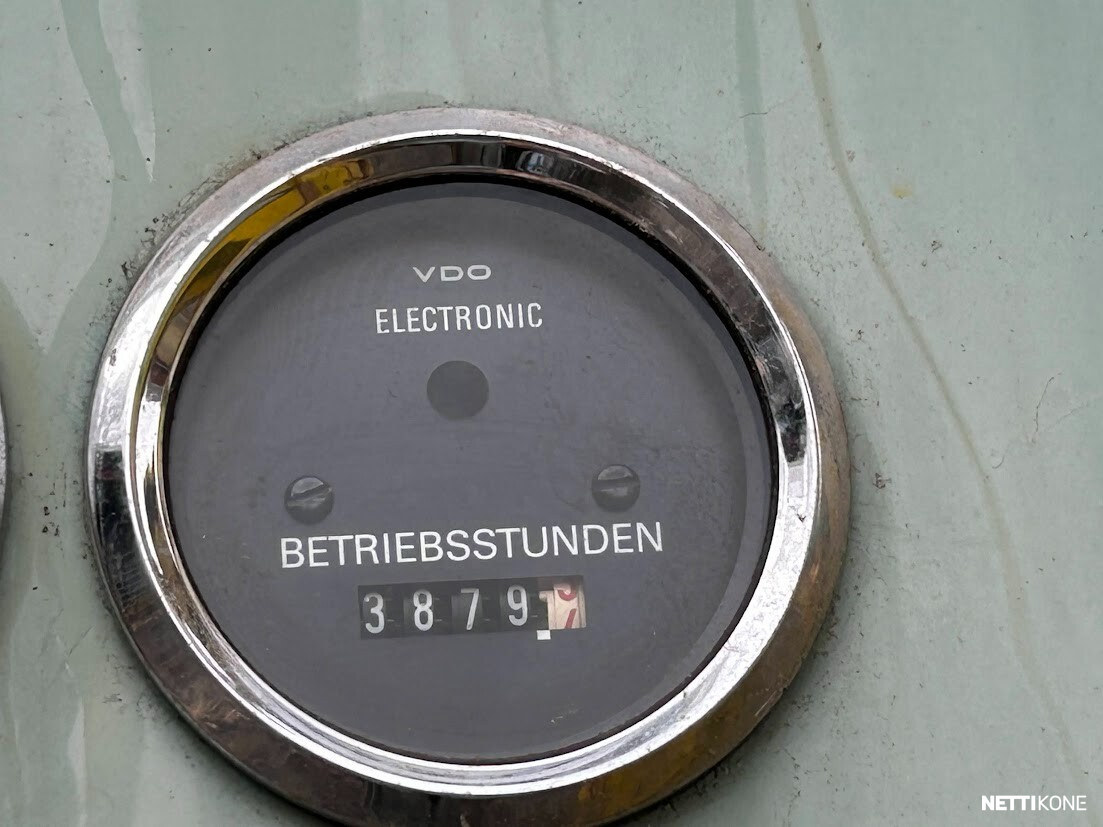 VDO
ELECTRONIC
BETRIEBSSTUNDEN
3879
NETTIKONE